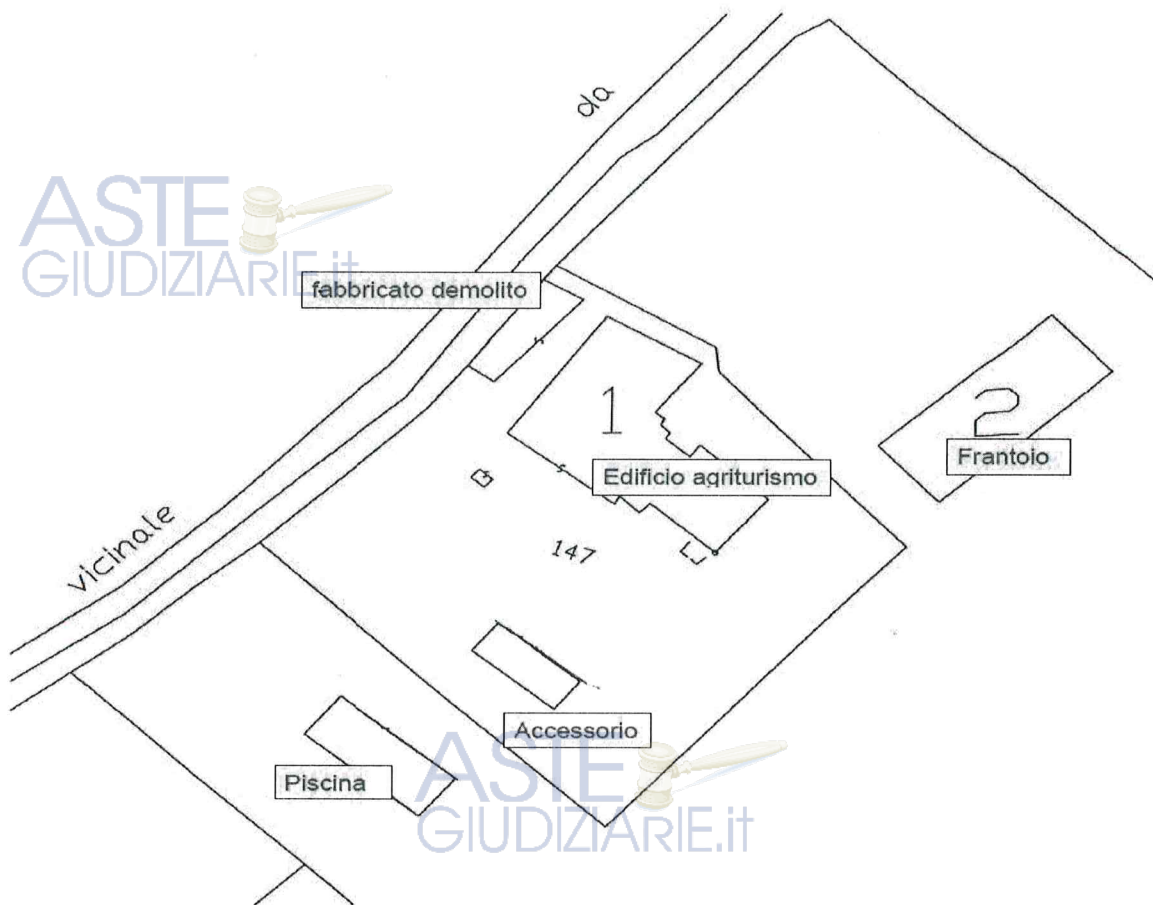 da
ASTE
GIUDIZIARIE.it
fabbricato demolito
1
2
Frantoio
Edificio agriturismo
147
vicinale
Accessorio
ASTE
GIUDIZIARIE.it
Piscina